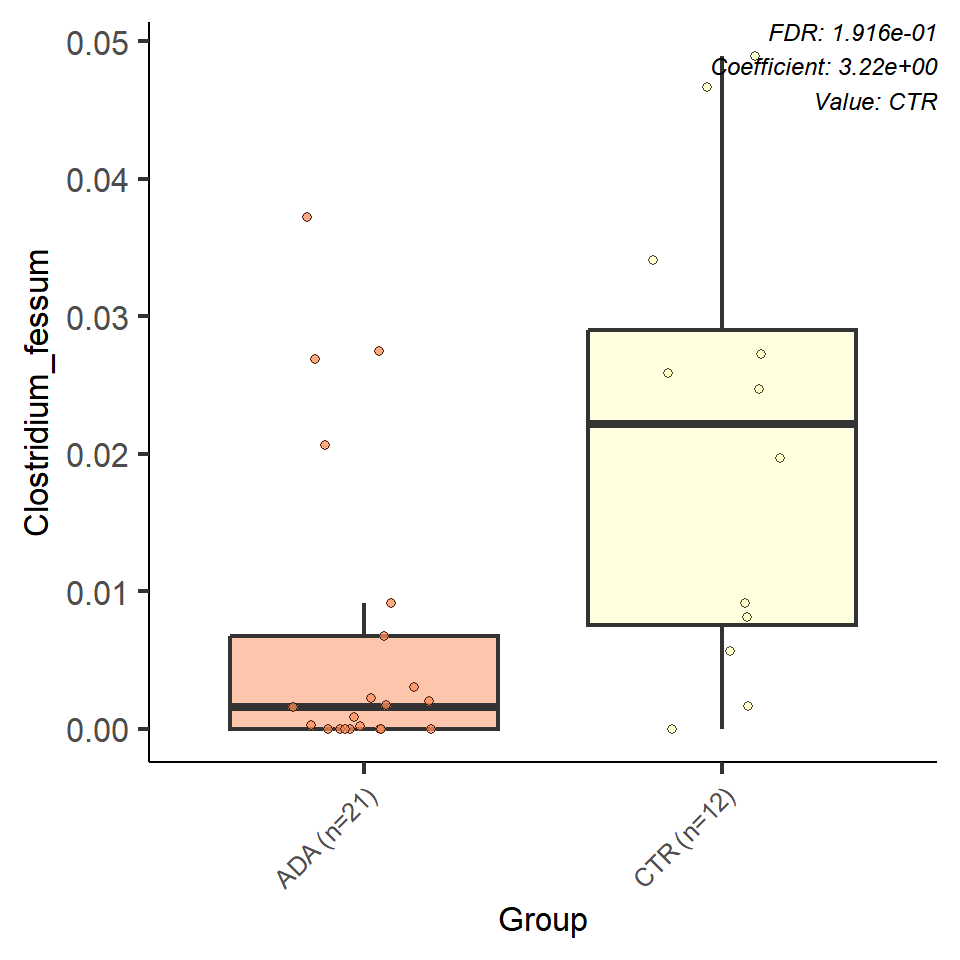 FDR: 1.916e-01
Coefficient: 3.22e+00
Value: CTR
0.05
0.04
0.03
0.02
0.01
0.00
Clostridium_fessum
ADA (n=21)
CTR (n=12)
Group